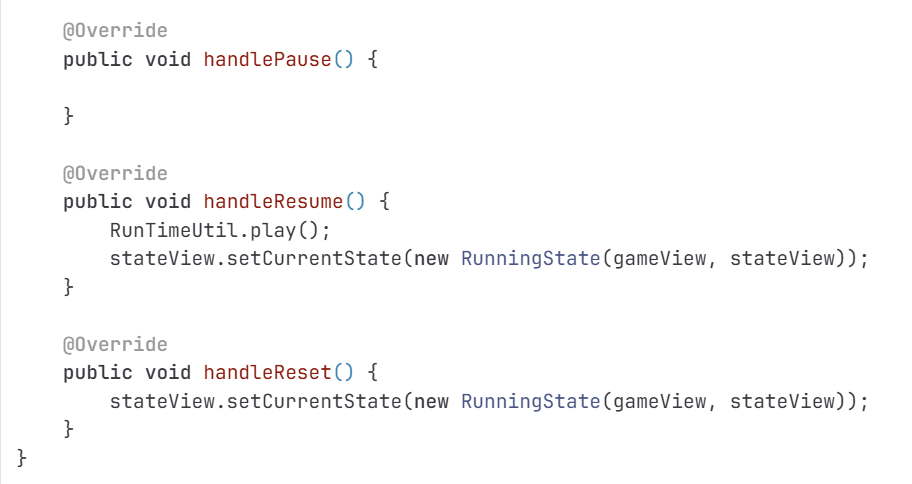 @Override
public void handlePause() {
}
@Override
public void handleResume() {
RunTimeUtil.play();
stateView.setCurrentState(new RunningState(gameView, stateView));
}
@Override
public void handleReset() {
stateView.setCurrentState(new RunningState(gameView, stateView));
}
}